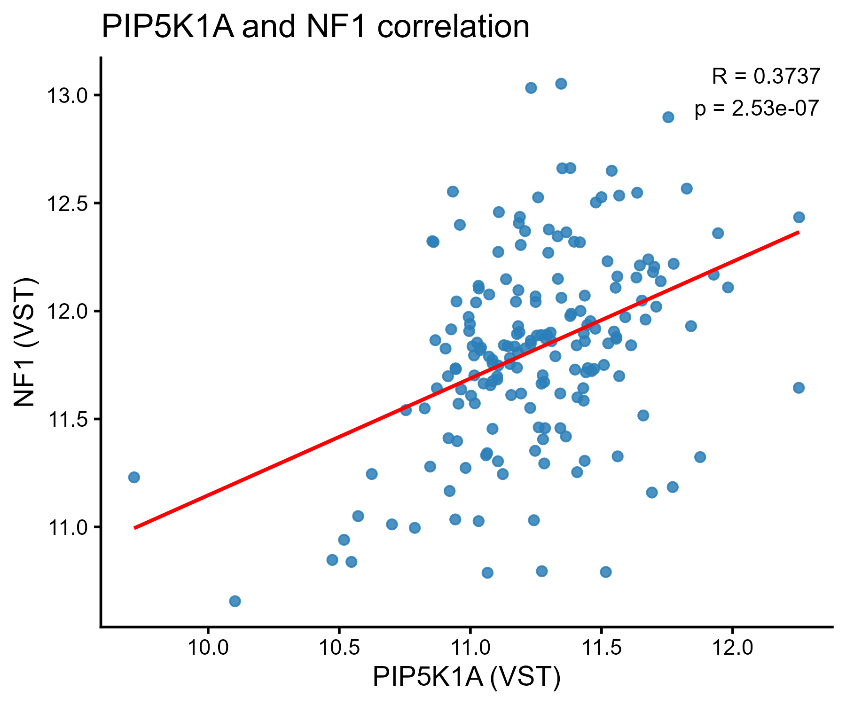 PIP5K1A and NF1 correlation
R = 0.3737
p = 2.53e-07
NF1 (VST)
13.0
12.5
12.0
11.5
11.0
10.0 10.5 11.0 11.5 12.0
PIP5K1A (VST)